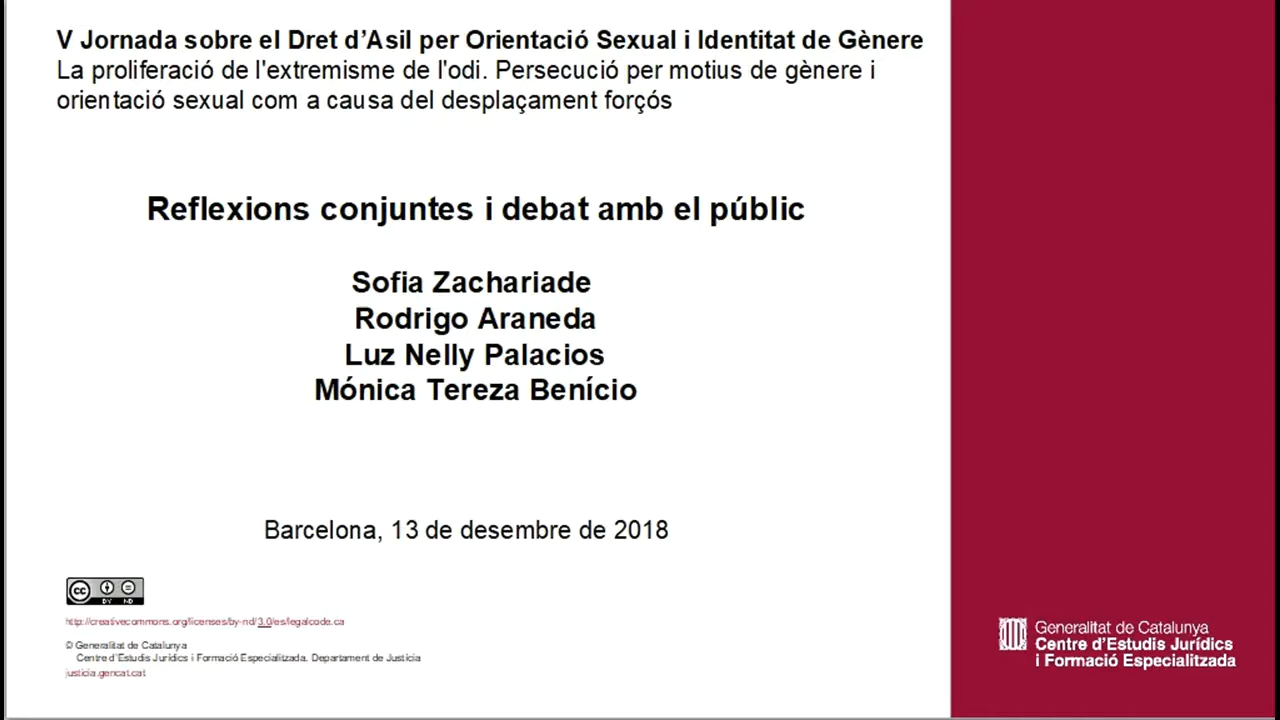 V Jornada sobre el Dret d'Asil per Orientació Sexual i Identitat de Gènere
La proliferació de l'extremisme de l'odi. Persecució per motius de gènere i
orientació sexual com a causa del desplaçament forçós
Reflexions conjuntes i debat amb el públic
Sofia Zachariade
Rodrigo Araneda
Luz Nelly Palacios
Mónica Tereza Benício
Barcelona, 13 de desembre de 2018
cc
BY ND
http://creativecommons.org/licenses/by-nd/3.0/es/legalcode.ca
© Generalitat de Catalunya
Centre d'Estudis Jurídics i Formació Especialitzada. Departament de Justícia
justicia.gencat.cat
Generalitat de Catalunya
Centre d'Estudis Jurídics
i Formació Especialitzada